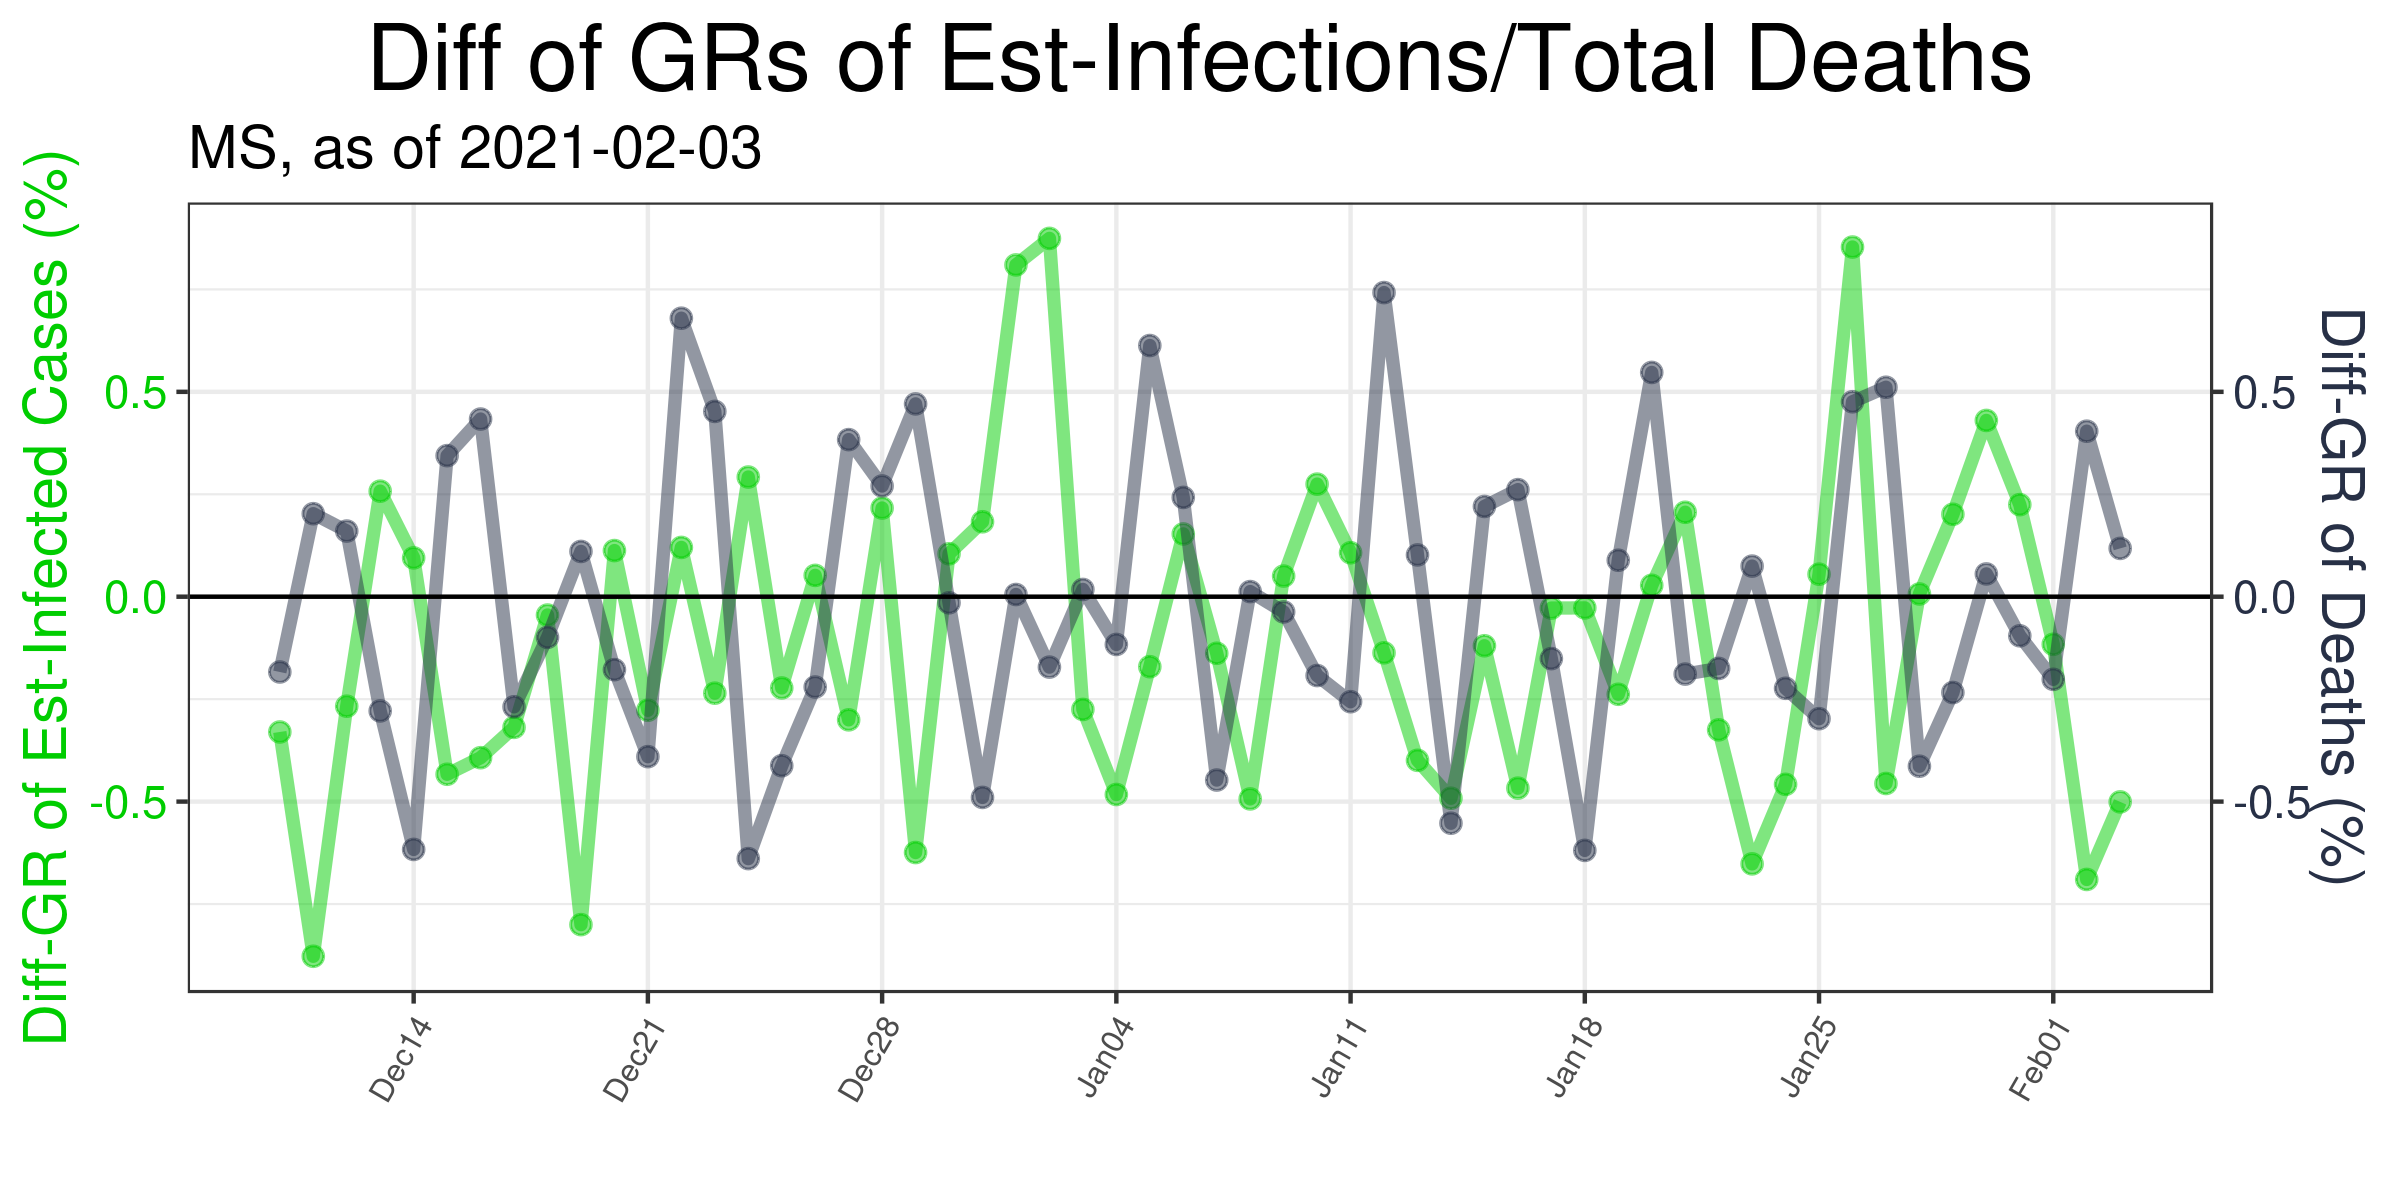 Diff of GRs of Est-Infections/Total Deaths
MS, as of 2021-02-03
Diff-GR of Est-Infected Cases (%)
0.5
0.0
-0.5
0.5
0.0
-0.5
Diff-GR of Deaths (%)
Dec14
Dec21
Dec28
Jan04
Jan11
Jan18
Jan25
Feb01